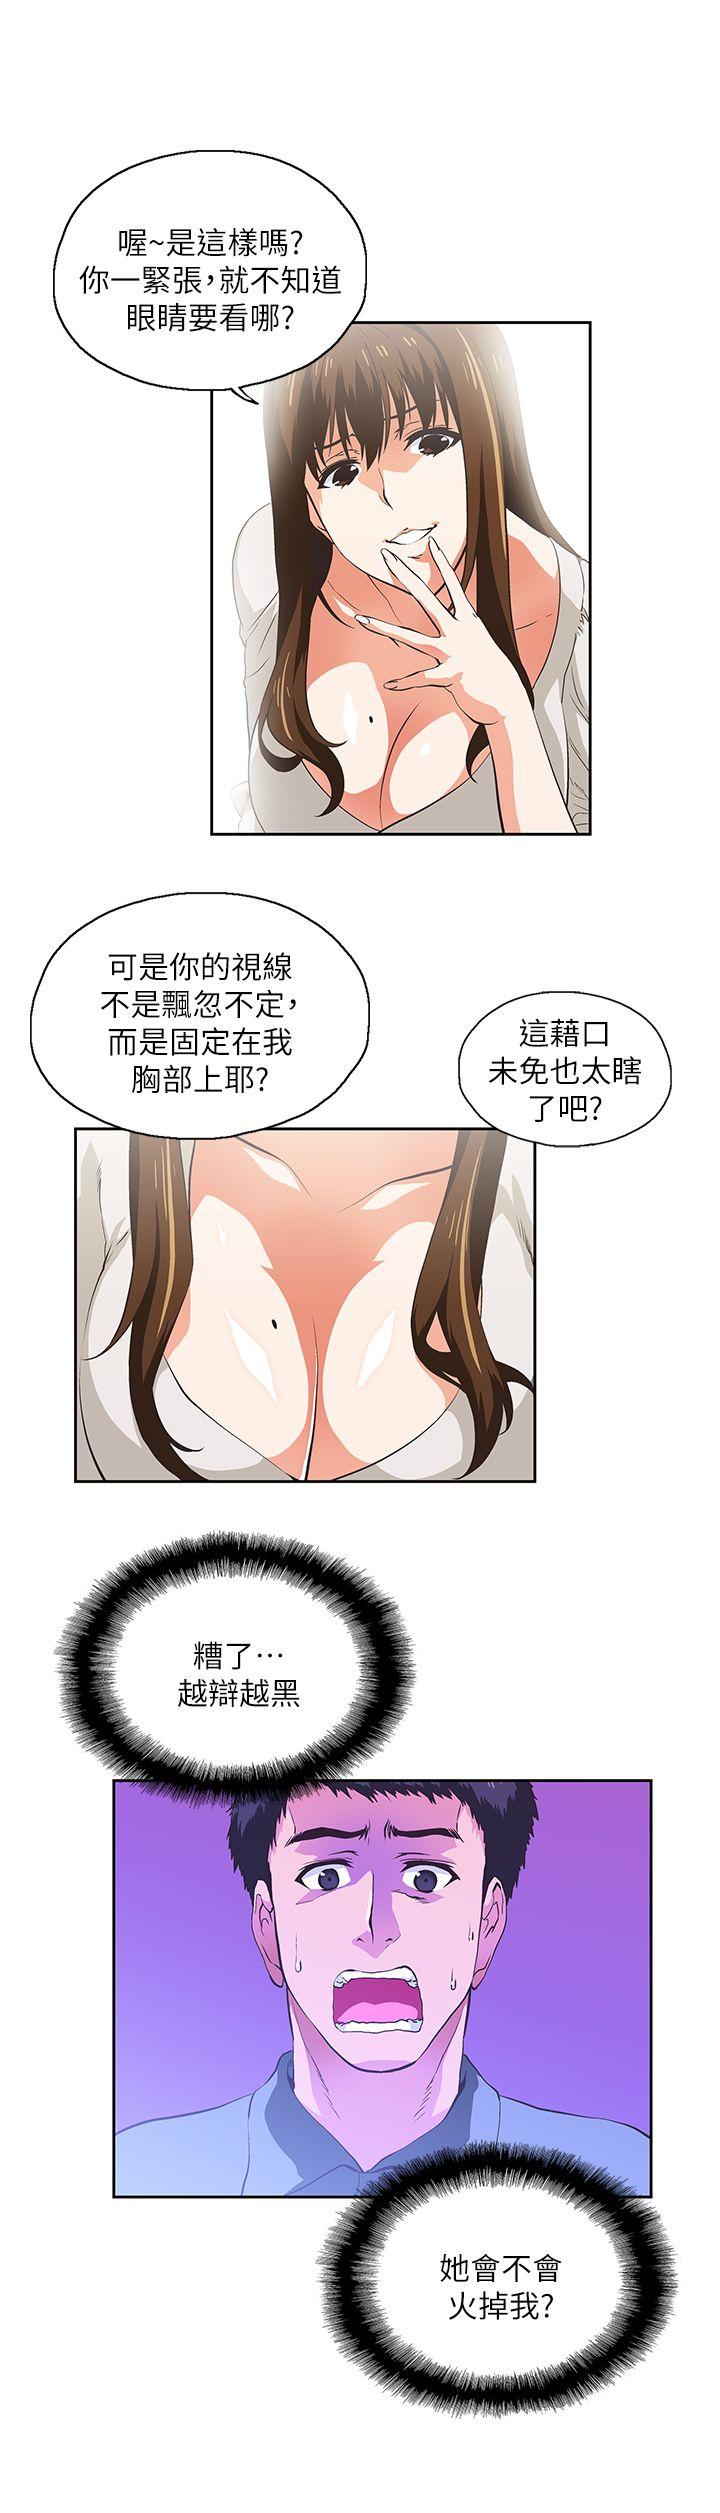 喔~是這樣嗎?
你一緊張，就不知道
眼睛要看哪?
可是你的視線
不是飄忽不定，
而是固定在我
胸部上耶?
這藉口
未免也太瞎
了吧?
糟了⋯
越辯越黑
她會不會
火掉我?